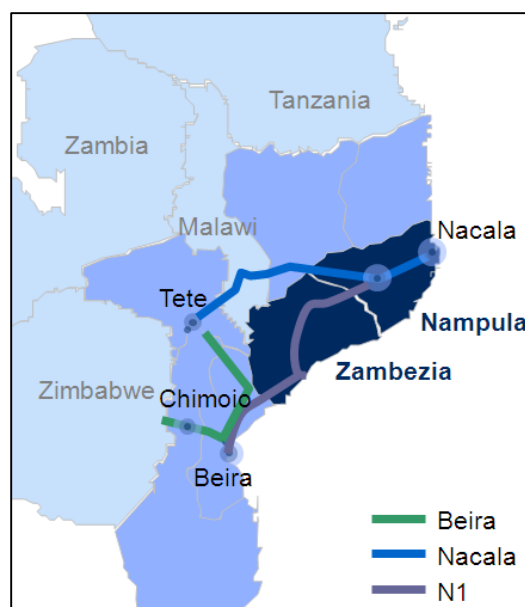 Tanzania
Zambia
Malawi
Nacala
Tete
Nampula
Zambezia
Zimbabwe
Chimoio
Beira
Beira
Nacala
N1